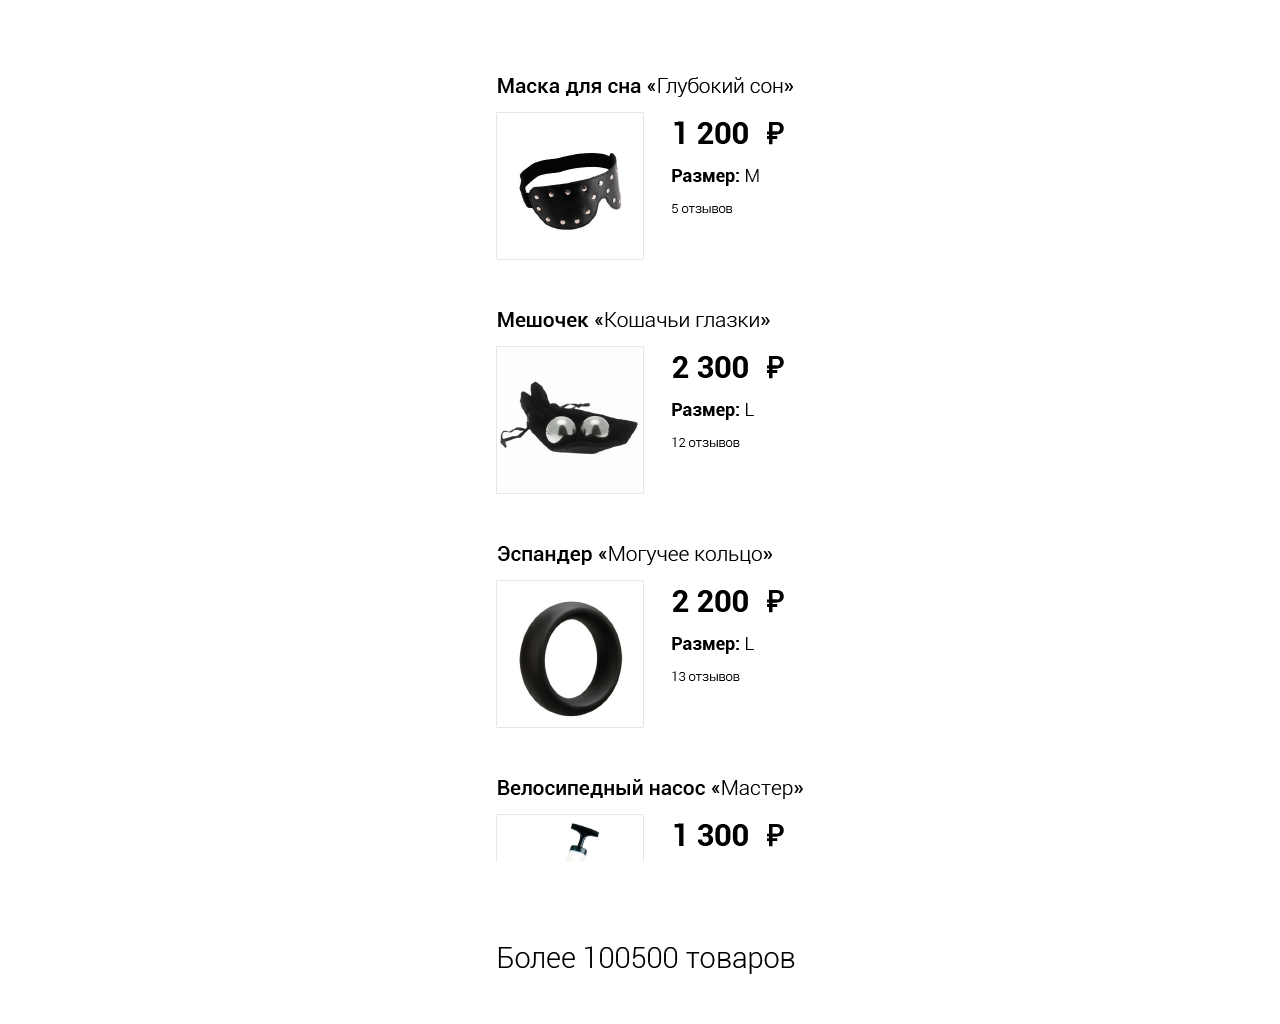 Маска для сна «Глубокий сон»
1 200 ₽
Размер: M
5 отзывов
Мешочек «Кошачьи глазки»
2 300 ₽
Размер: L
12 отзывов
Эспандер «Могучее кольцо»
2 200 ₽
Размер: L
13 отзывов
Велосипедный насос «Мастер»
1 300 ₽
Более 100500 товаров